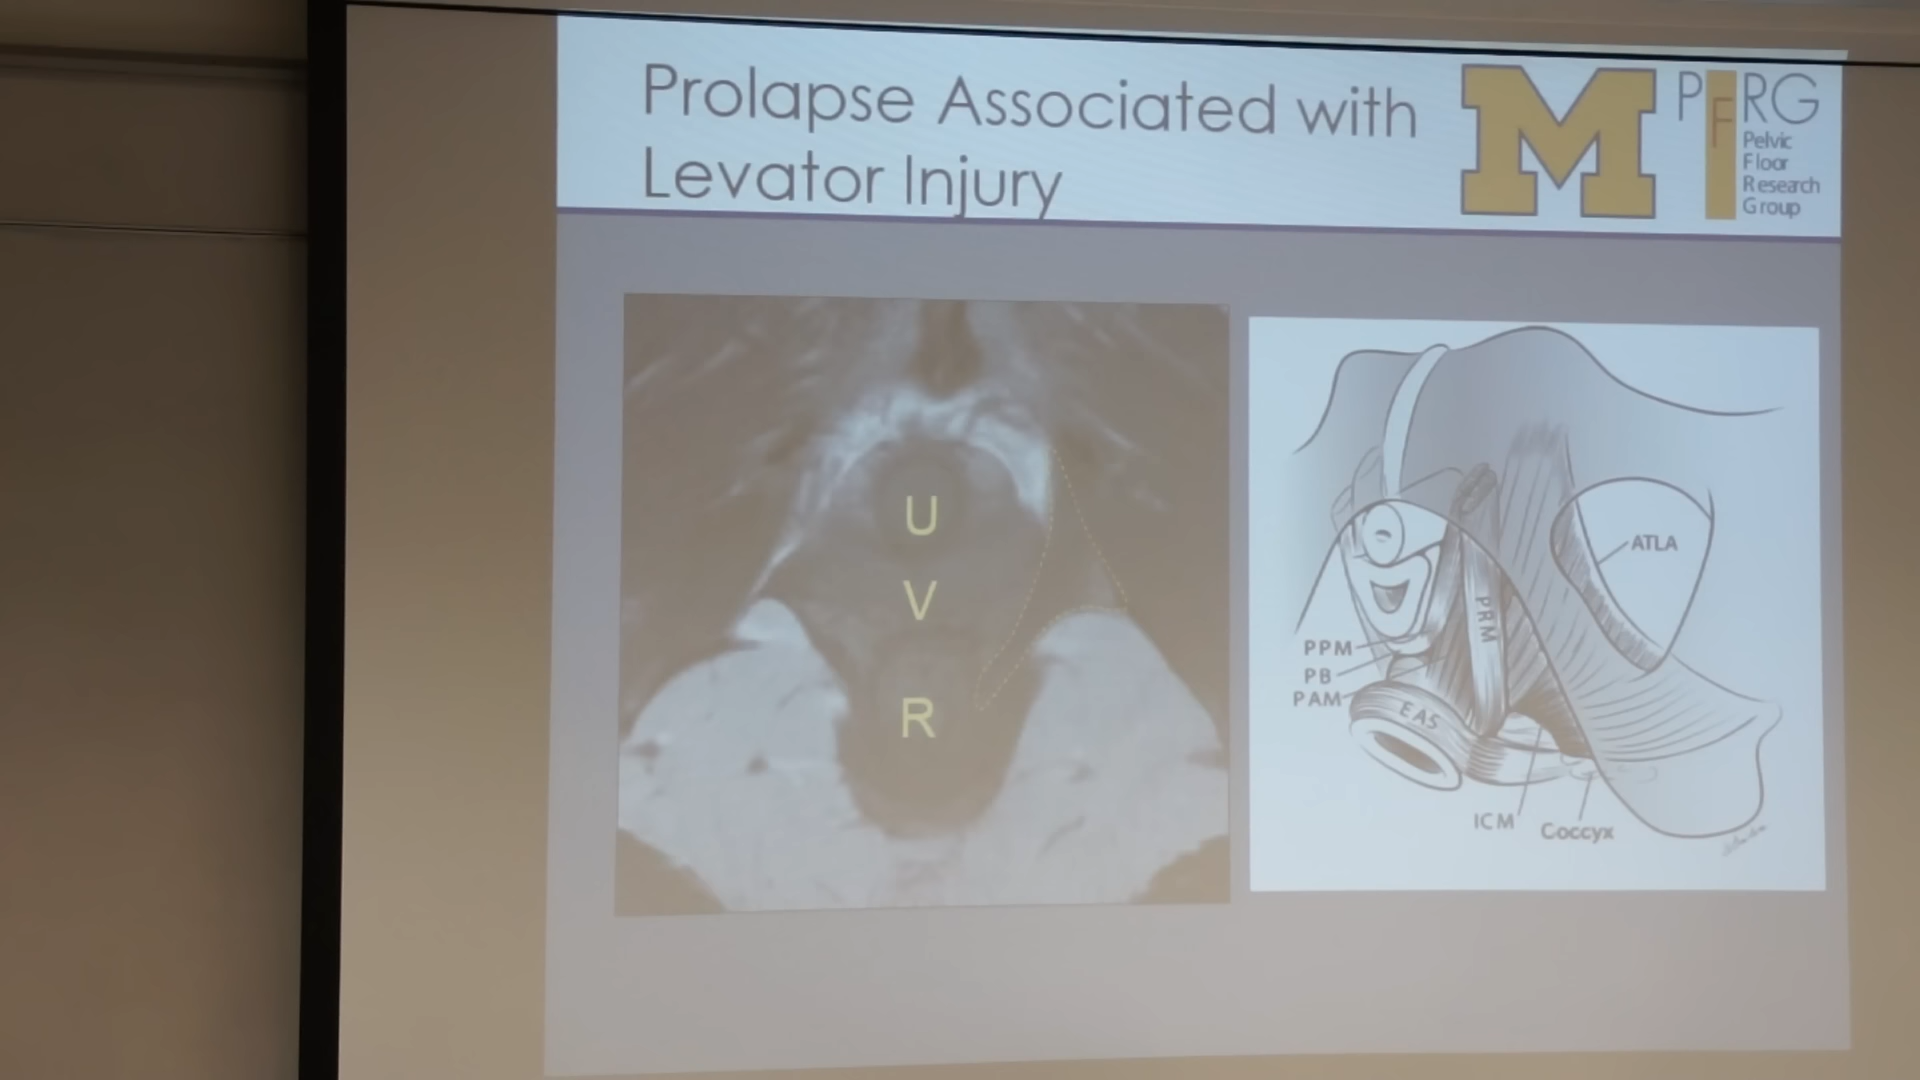 Prolapse Associated with
Levator Injury
M
PFRG
Pelvic
Floor
Research
Group
U
V
R
ATLA
PRM
PPM
PB
PAM
EAS
ICM
Coccyx